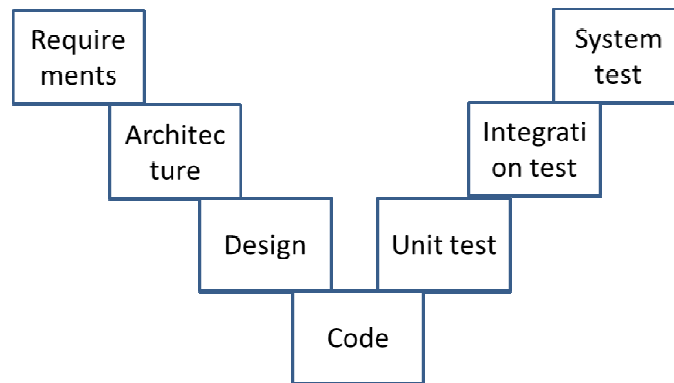 Require
ments
System
test
Architec
ture
Integrati
on test
Design
Unit test
Code